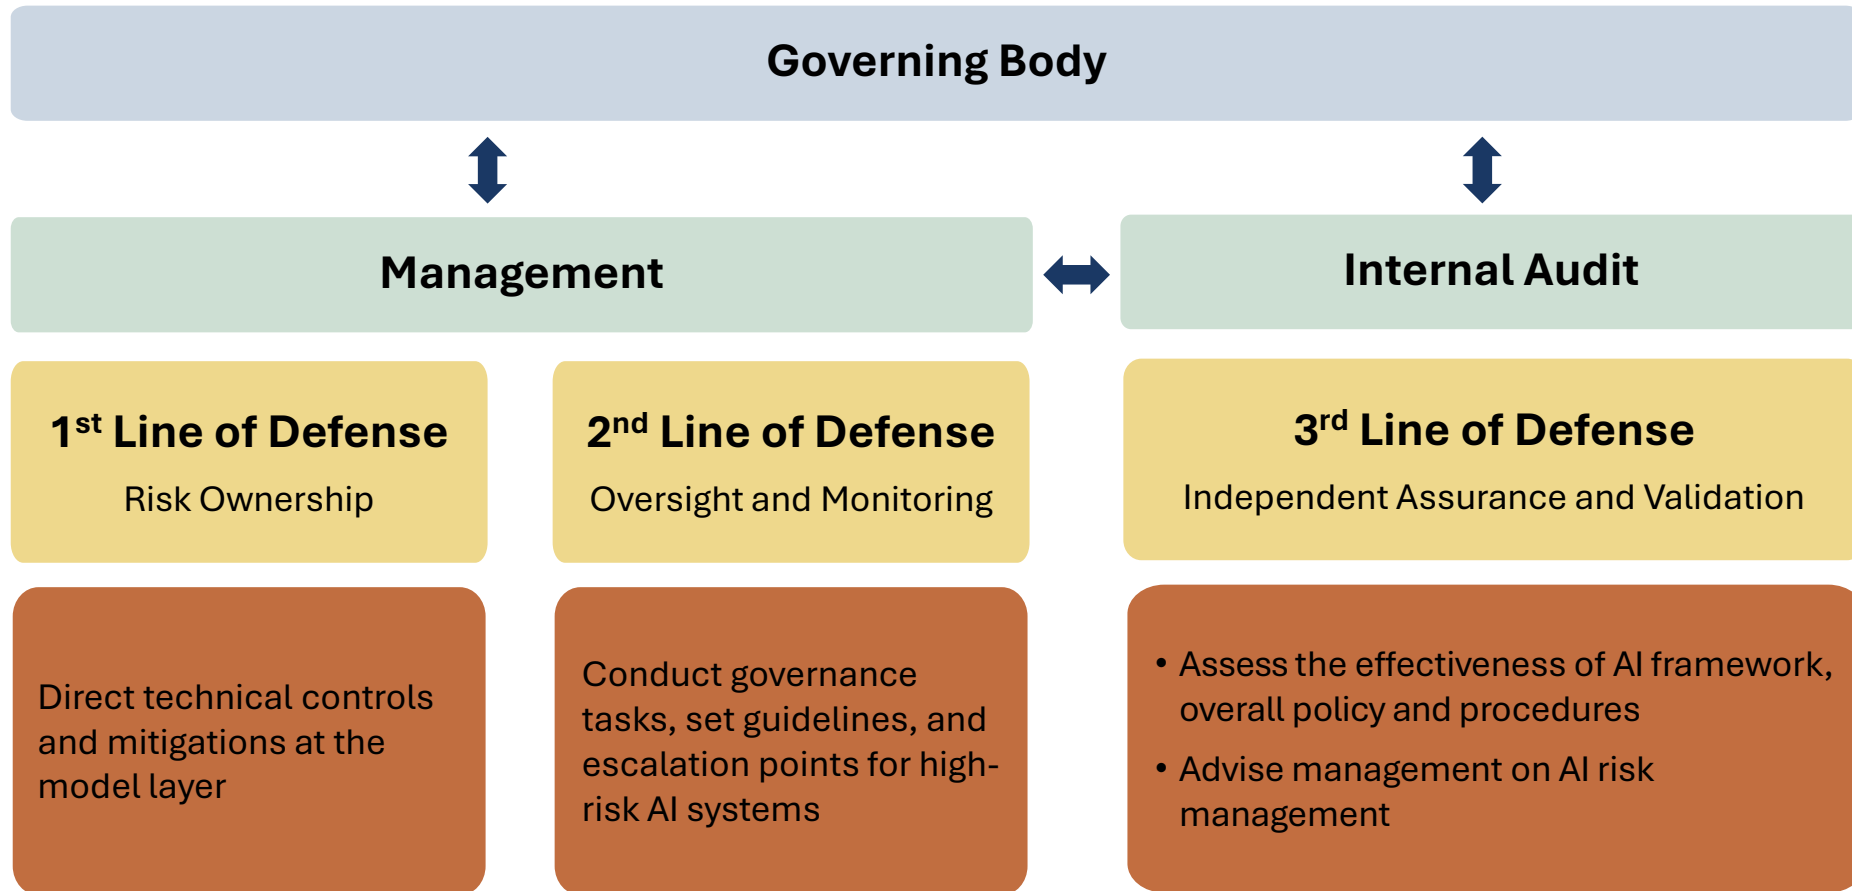 Governing Body
Management
Internal Audit
1st Line of Defense
Risk Ownership
2nd Line of Defense
Oversight and Monitoring
3rd Line of Defense
Independent Assurance and Validation
Direct technical controls
and mitigations at the
model layer
Conduct governance
tasks, set guidelines, and
escalation points for high-
risk AI systems
• Assess the effectiveness of AI framework,
overall policy and procedures
• Advise management on AI risk
management